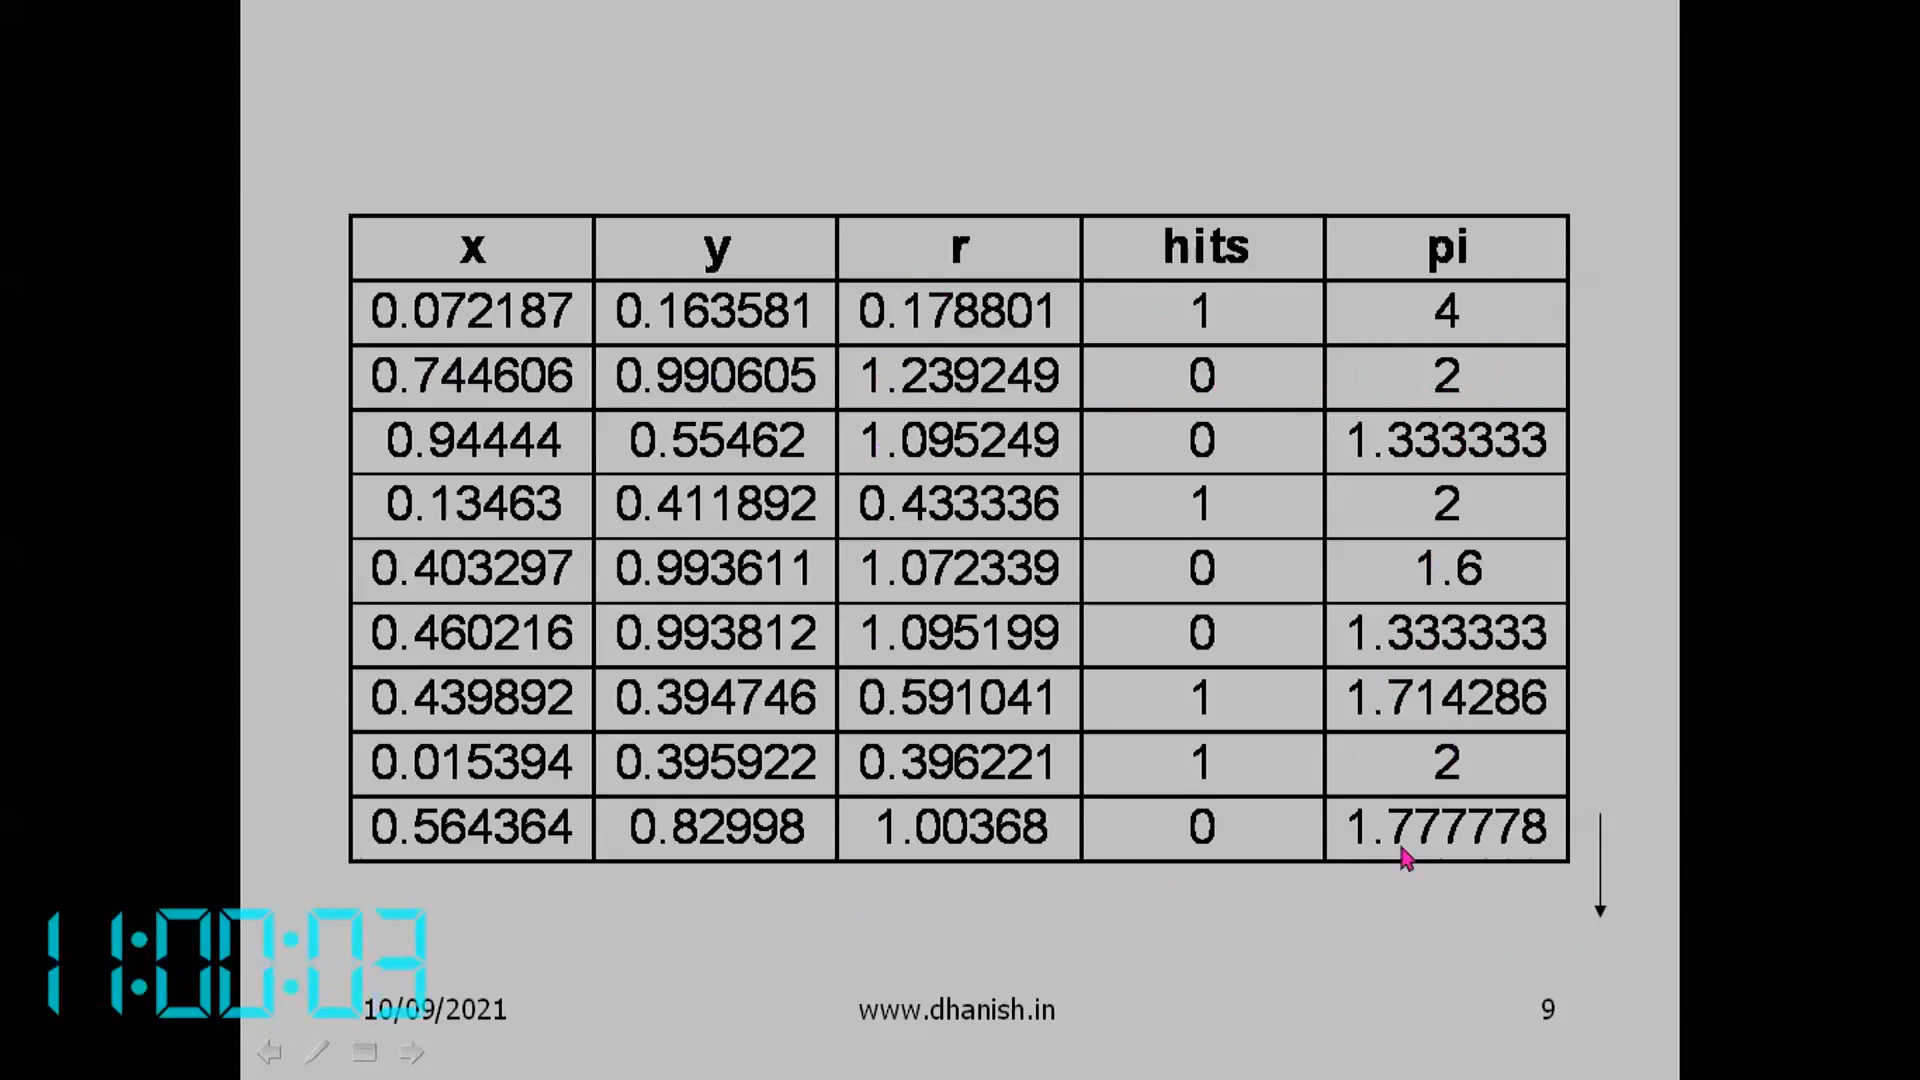 x y r hits pi
0.072187 0.163581 0.178801 1 4
0.744606 0.990605 1.239249 0 2
0.94444 0.55462 1.095249 0 1.333333
0.13463 0.411892 0.433336 1 2
0.403297 0.993611 1.072339 0 1.6
0.460216 0.993812 1.095199 0 1.333333
0.439892 0.394746 0.591041 1 1.714286
0.015394 0.395922 0.396221 1 2
0.564364 0.82998 1.00368 0 1.777778
11:00:03
10/09/2021 www.dhanish.in 9